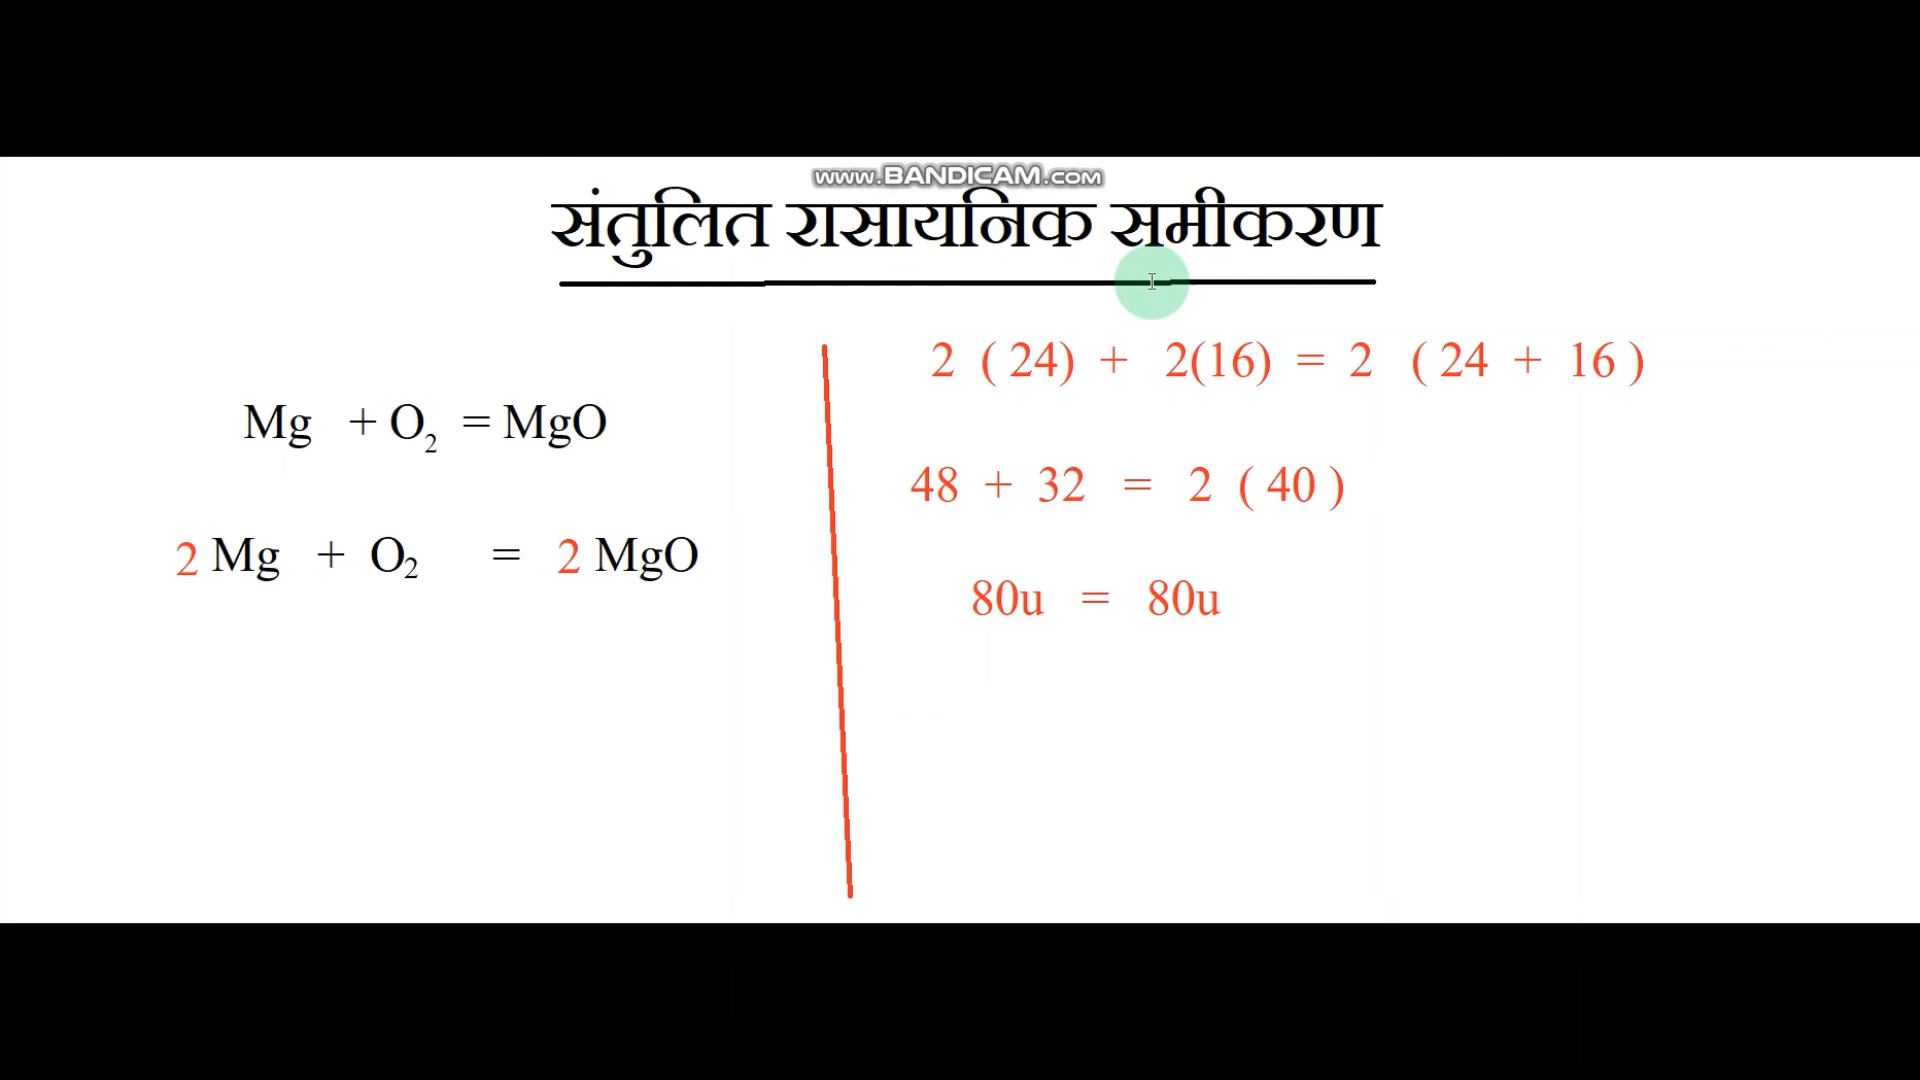 www.BANDICAM.com
संतुलित रासायनिक समीकरण
Mg + O₂ = MgO
2 Mg + O₂ = 2 MgO
2 ( 24) + 2(16) = 2 ( 24 + 16 )
48 + 32 = 2 ( 40 )
80u = 80u